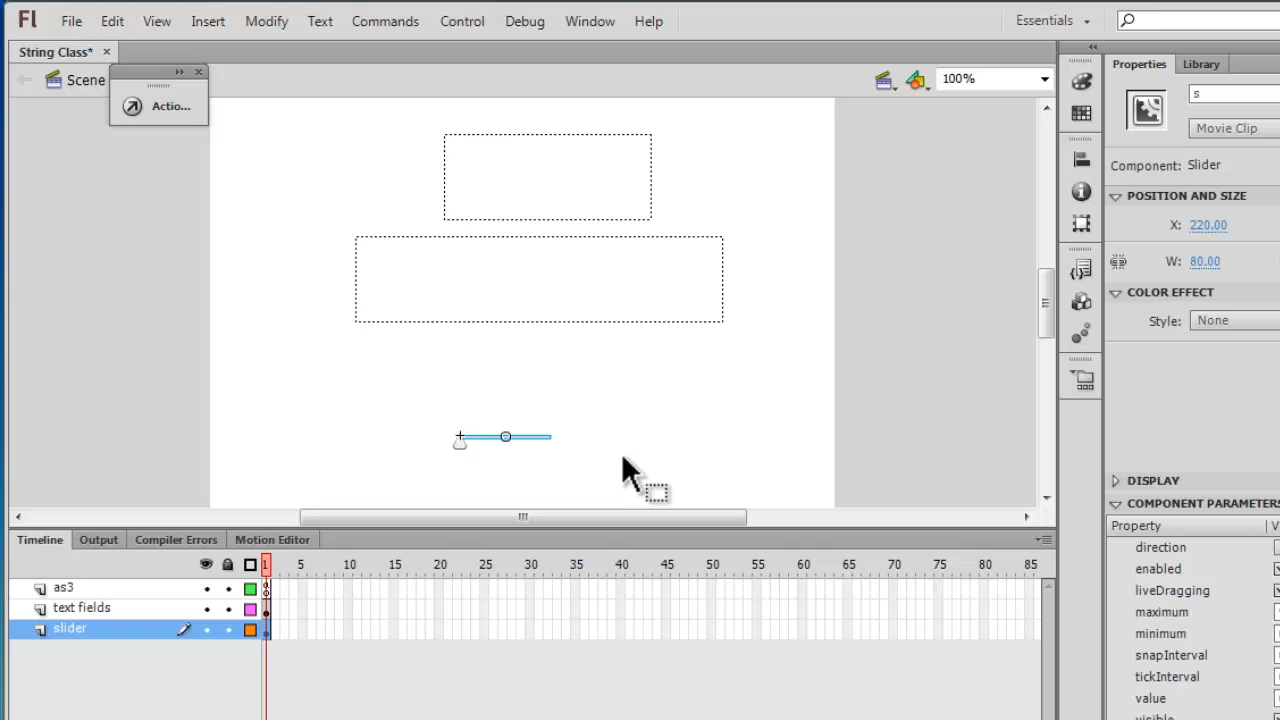 Fl File Edit View Insert Modify Text Commands Control Debug Window Help Essentials
String Class* ×
Scene
Actio...
100%
Properties Library
s
Movie Clip
Component: Slider
POSITION AND SIZE
X: 220.00
W: 80.00
COLOR EFFECT
Style: None
DISPLAY
COMPONENT PARAMETERS
Property
direction
enabled
liveDragging
maximum
minimum
snapInterval
tickInterval
value
visible
Timeline Output Compiler Errors Motion Editor
1 5 10 15 20 25 30 35 40 45 50 55 60 65 70 75 80 85
as3
text fields
slider